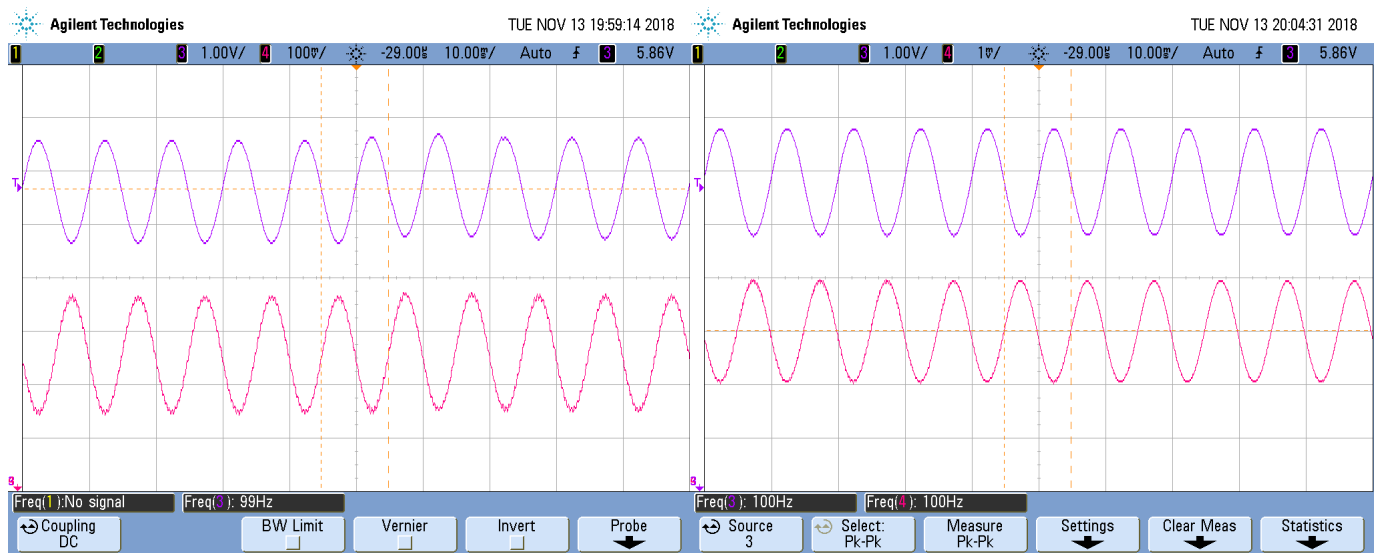 Agilent Technologies TUE NOV 13 19:59:14 2018
1 2 3 1.00V/ 4 100mV/ -29.00ms 10.00ms/ Auto 3 5.86V
T
Freq(1):No signal Freq(3): 99Hz
Coupling DC
BW Limit
Vernier
Invert
Probe
Agilent Technologies TUE NOV 13 20:04:31 2018
1 2 3 1.00V/ 4 -29.00ms 10.00ms/ Auto 3 5.86V
T
Freq(3): 100Hz Freq(4): 100Hz
Source 3
Select: Pk-Pk
Measure Pk-Pk
Settings
Clear Meas
Statistics